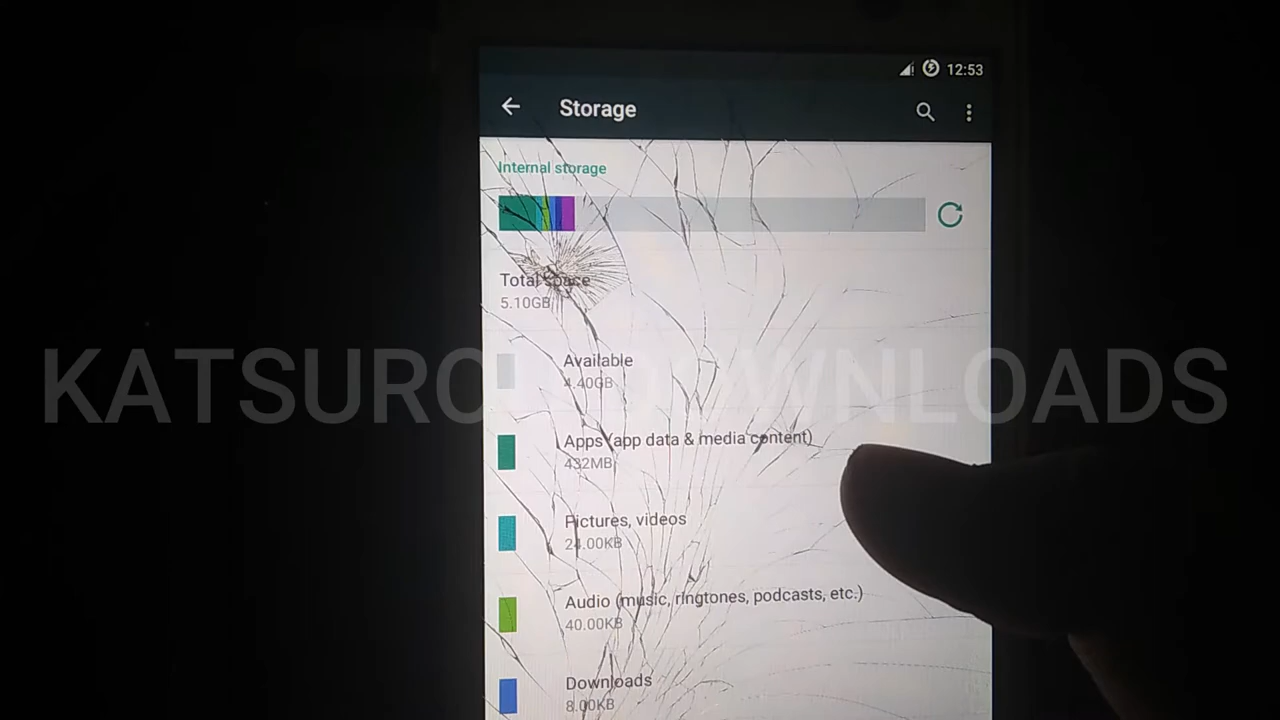 12:53
Storage
Internal storage
Total space
5.10GB
Available
4.40GB
KATSURO DOWNLOADS
Apps (app data & media content)
432MB
Pictures, videos
24.00KB
Audio (music, ringtones, podcasts, etc.)
40.00KB
Downloads
8.00KB